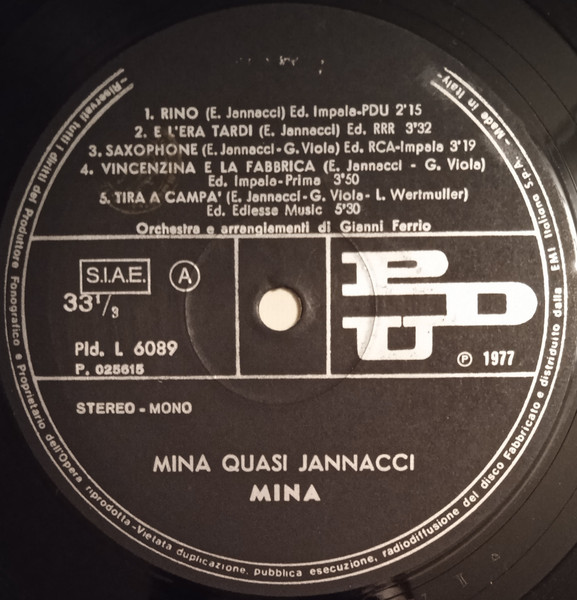 1. RINO (E. Jannacci) Ed. Impala-PDU 2'15
2. E L'ERA TARDI (E. Jannacci) Ed. RRR 3'32
3. SAXOPHONE (E. Jannacci-G. Viola) Ed. RCA-Impala 3'19
4. VINCENZINA E LA FABBRICA (E. Jannacci - G. Viola)
Ed. Impala-Prima 3'50
5. TIRA A CAMPA' (E. Jannacci-G. Viola- L. Wertmuller)
Ed. Ediesse Music 5'30
Orchestra e arrangiamenti di Gianni Ferrio
S.I.A.E. A
33 1/3
Pld. L 6089
P. 025615
PDU
℗ 1977
STEREO - MONO
MINA QUASI JANNACCI
MINA
-Riservati tutti i diritti del Produttore Fonografico e Proprietario dell'Opera riprodotta-Vietata duplicazione, pubblica esecuzione, radiodiffusione del disco Fabbricato e distribuito dalla EMI Italiana S.P.A. -Made in Italy-